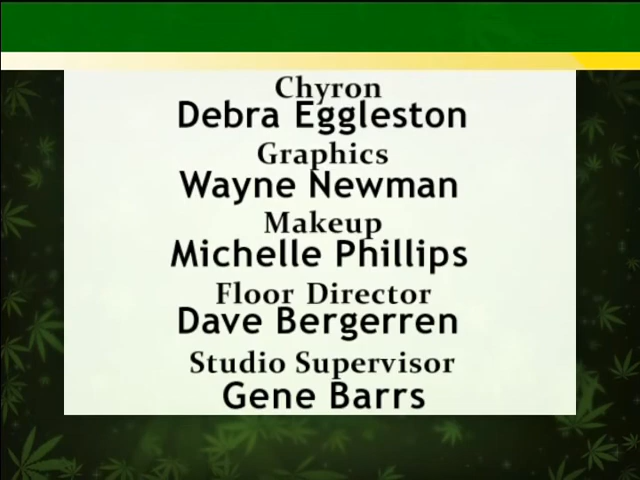 Chyron
Debra Eggleston
Graphics
Wayne Newman
Makeup
Michelle Phillips
Floor Director
Dave Bergerren
Studio Supervisor
Gene Barrs